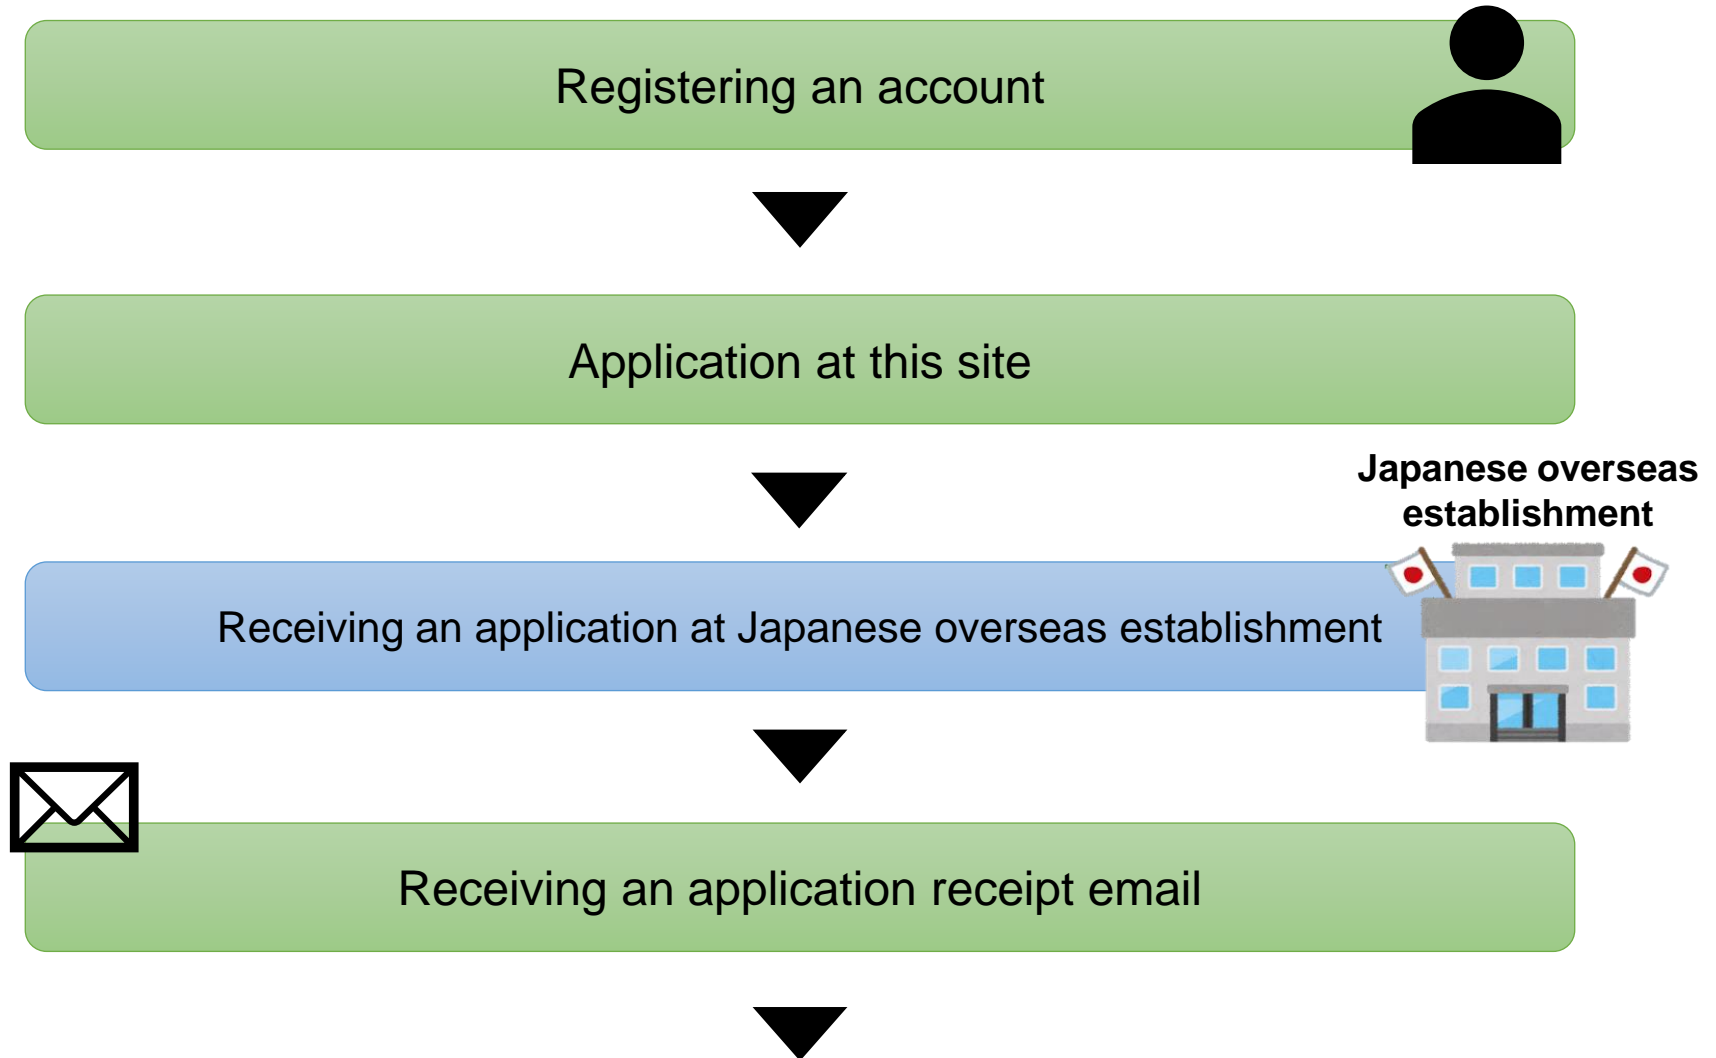 Registering an account
Application at this site
Japanese overseas
establishment
Receiving an application at Japanese overseas establishment
Receiving an application receipt email